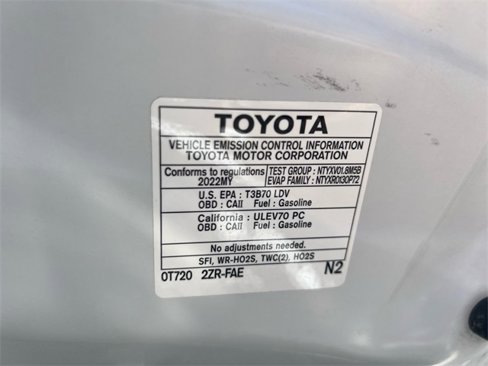 TOYOTA
VEHICLE EMISSION CONTROL INFORMATION
TOYOTA MOTOR CORPORATION
Conforms to regulations
2022MY
TEST GROUP : NTYXV01.8M5B
EVAP FAMILY : NTYXR0130P72
U.S. EPA : T3B70 LDV
OBD : CAII Fuel : Gasoline
California : ULEV70 PC
OBD : CAII Fuel : Gasoline
No adjustments needed.
SFI, WR-HO2S, TWC(2), HO2S
0T720 2ZR-FAE N2